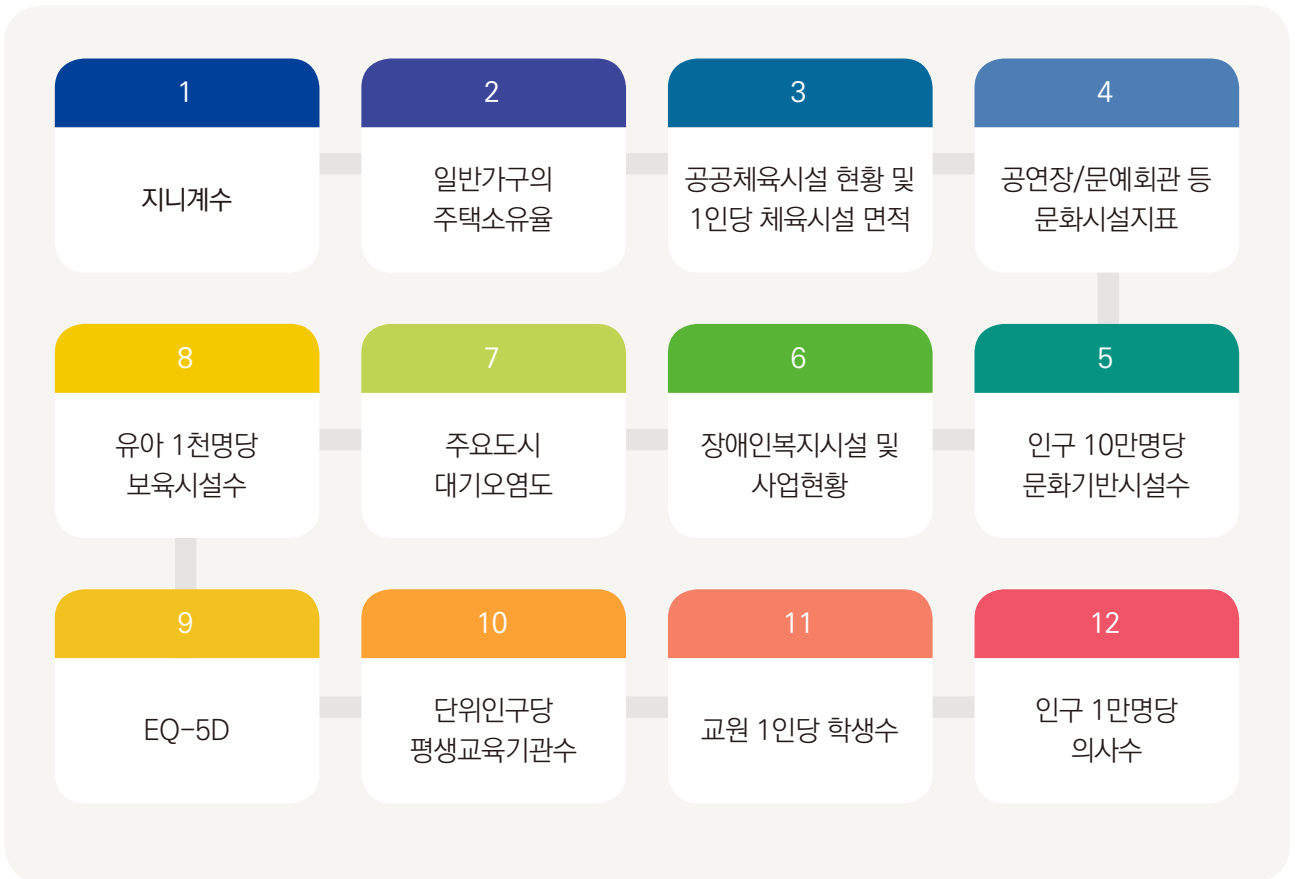 1
지니계수
2
일반가구의
주택소유율
3
공공체육시설 현황 및
1인당 체육시설 면적
4
공연장/문예회관 등
문화시설지표
5
인구 10만명당
문화기반시설수
6
장애인복지시설 및
사업현황
7
주요도시
대기오염도
8
유아 1천명당
보육시설수
9
EQ-5D
10
단위인구당
평생교육기관수
11
교원 1인당 학생수
12
인구 1만명당
의사수